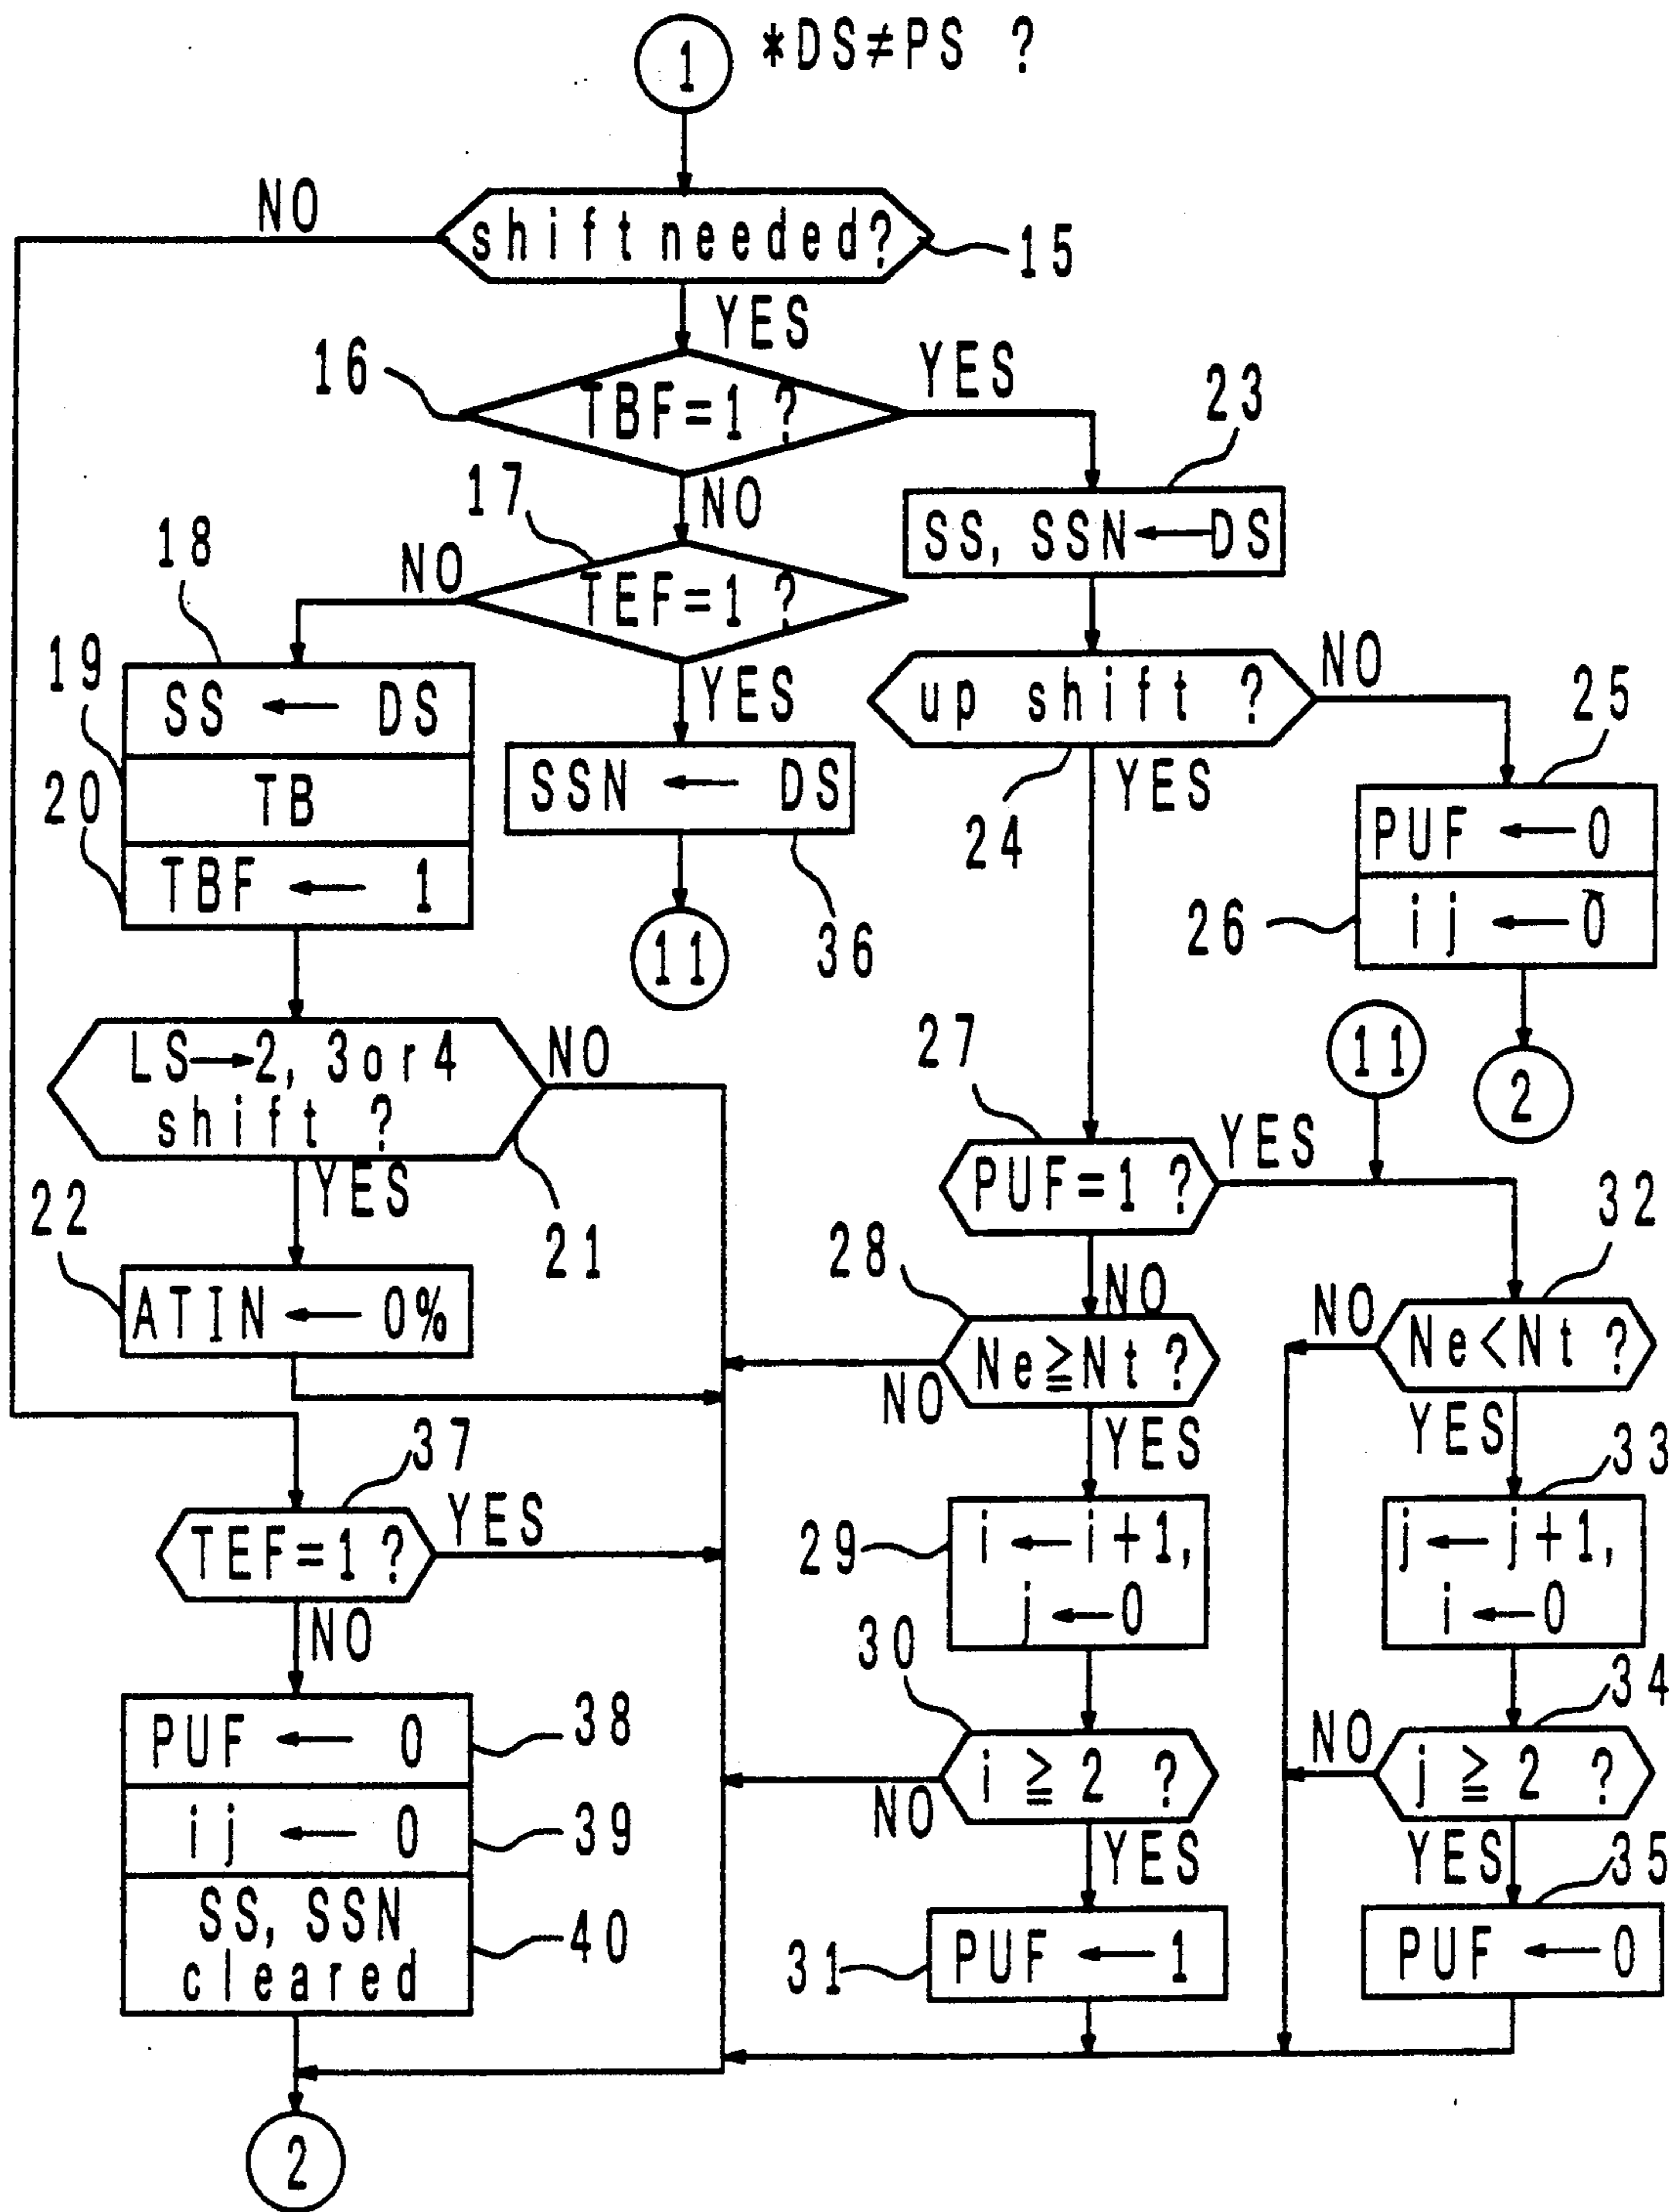 1 *DS≠PS ?
NO
shift needed?
15
YES
16
TBF=1 ?
YES
23
17
NO
SS, SSN ← DS
18
NO
TEF=1 ?
19
SS ← DS
YES
up shift ?
NO
25
20
TB
SSN ← DS
24
YES
PUF ← 0
TBF ← 1
11
36
26
ij ← 0
LS→2, 3 or 4
shift ?
NO
27
11
2
YES
21
PUF=1 ?
YES
32
22
ATIN ← 0%
28
NO
Ne≧Nt ?
NO
NO
Ne<Nt ?
37
YES
YES
33
TEF=1 ?
YES
29
i ← i+1,
j ← 0
j ← j+1,
i ← 0
NO
30
34
PUF ← 0
38
i ≧ 2 ?
NO
NO
j ≧ 2 ?
ij ← 0
39
YES
YES
35
SS, SSN
cleared
40
31
PUF ← 1
PUF ← 0
2